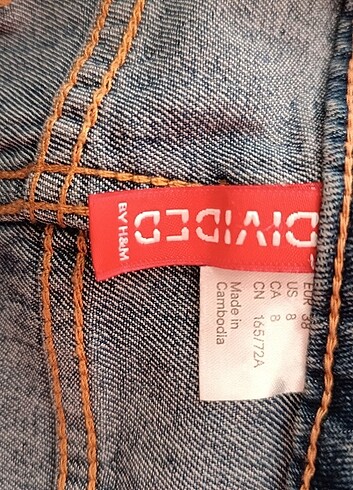 DIVIDED
BY H&M
EUR 38
US 8
CA 8
CN 165/72A
Made in
Cambodia